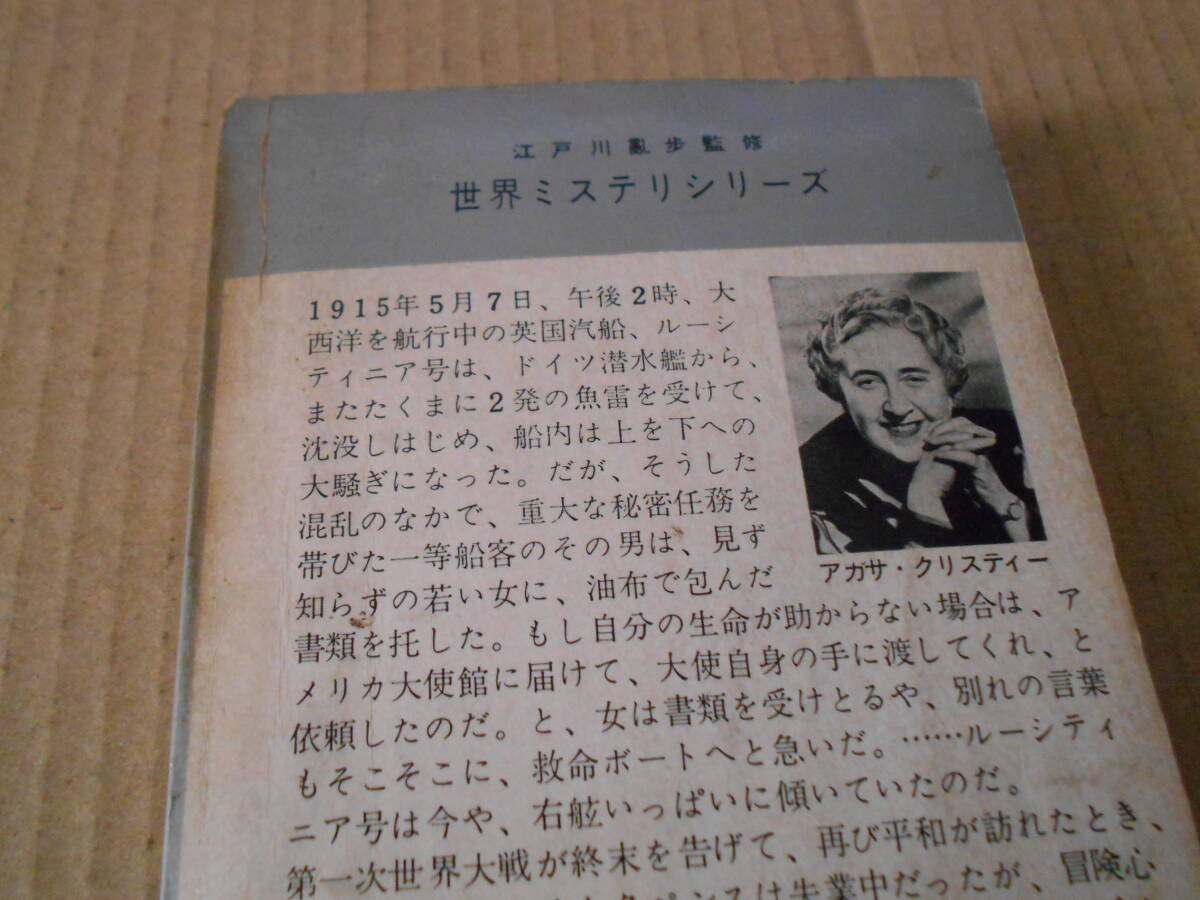 江戸川亂歩監修
世界ミステリシリーズ
1915年5月7日、午後2時、大
西洋を航行中の英国汽船、ルーシ
ティニア号は、ドイツ潜水艦から、
またたくまに2発の魚雷を受けて、
沈没しはじめ、船内は上を下への
大騒ぎになった。だが、そうした
混乱のなかで、重大な秘密任務を
帯びた一等船客のその男は、見ず
知らずの若い女に、油布で包んだ
書類を托した。もし自分の生命が助からない場合は、ア
メリカ大使館に届けて、大使自身の手に渡してくれ、と
依頼したのだ。と、女は書類を受けとるや、別れの言葉
もそこそこに、救命ボートへと急いだ。……ルーシティ
ニア号は今や、右舷いっぱいに傾いていたのだ。
第一次世界大戦が終末を告げて、再び平和が訪れたとき、
タペンスは失業中だったが、冒険心
アガサ・クリスティー